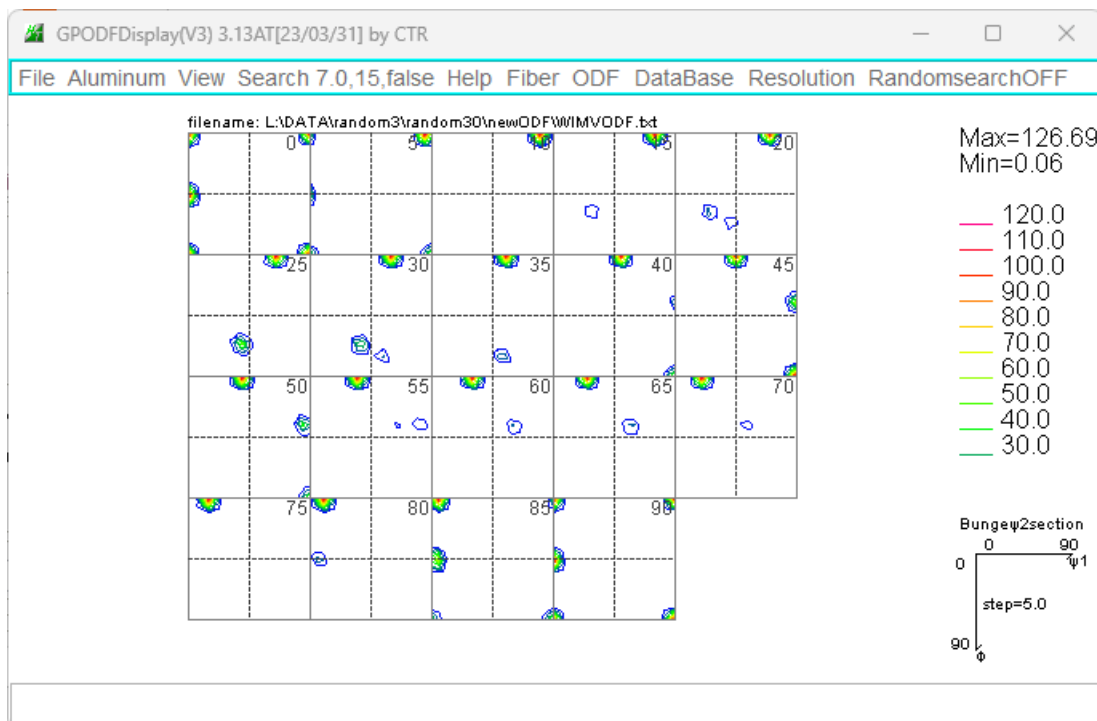 GPODFDisplay(V3) 3.13AT[23/03/31] by CTR
File Aluminum View Search 7.0,15,false Help Fiber ODF DataBase Resolution RandomsearchOFF
filename: L:\DATA\random3\random30\newODF\WIMVODF.txt
0 5 10 15 20
25 30 35 40 45
50 55 60 65 70
75 80 85 90
Max=126.69
Min=0.06
120.0
110.0
100.0
90.0
80.0
70.0
60.0
50.0
40.0
30.0
Bungeψ2section
0 90
0 ψ1
step=5.0
90
Φ